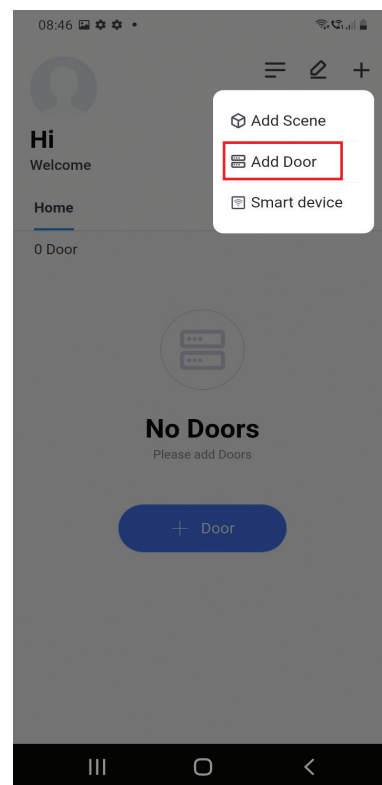 08:46
Add Scene
Hi
Add Door
Welcome
Smart device
Home
0 Door
No Doors
Please add Doors
+ Door